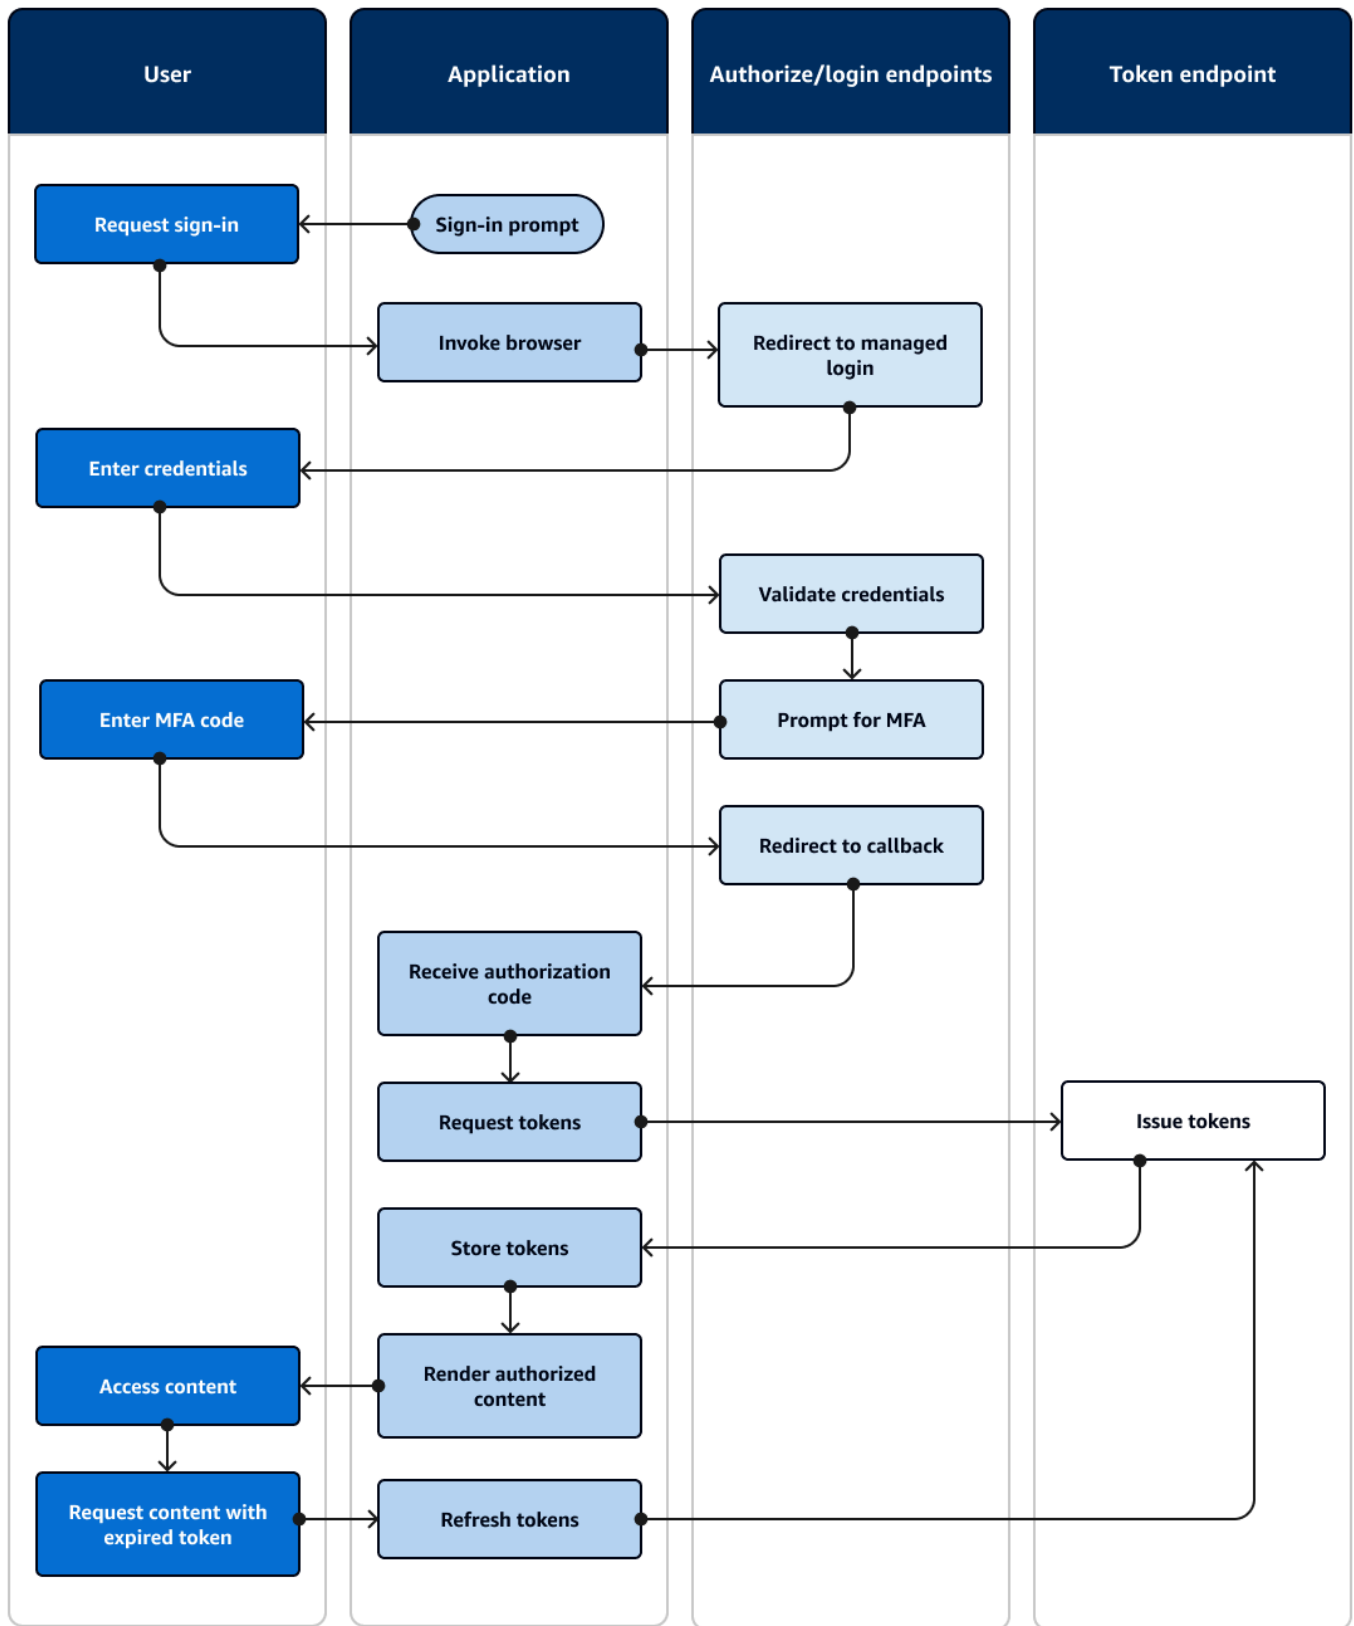 User
Application
Authorize/login endpoints
Token endpoint
Request sign-in
Sign-in prompt
Invoke browser
Redirect to managed
login
Enter credentials
Validate credentials
Enter MFA code
Prompt for MFA
Redirect to callback
Receive authorization
code
Request tokens
Issue tokens
Store tokens
Access content
Render authorized
content
Request content with
expired token
Refresh tokens